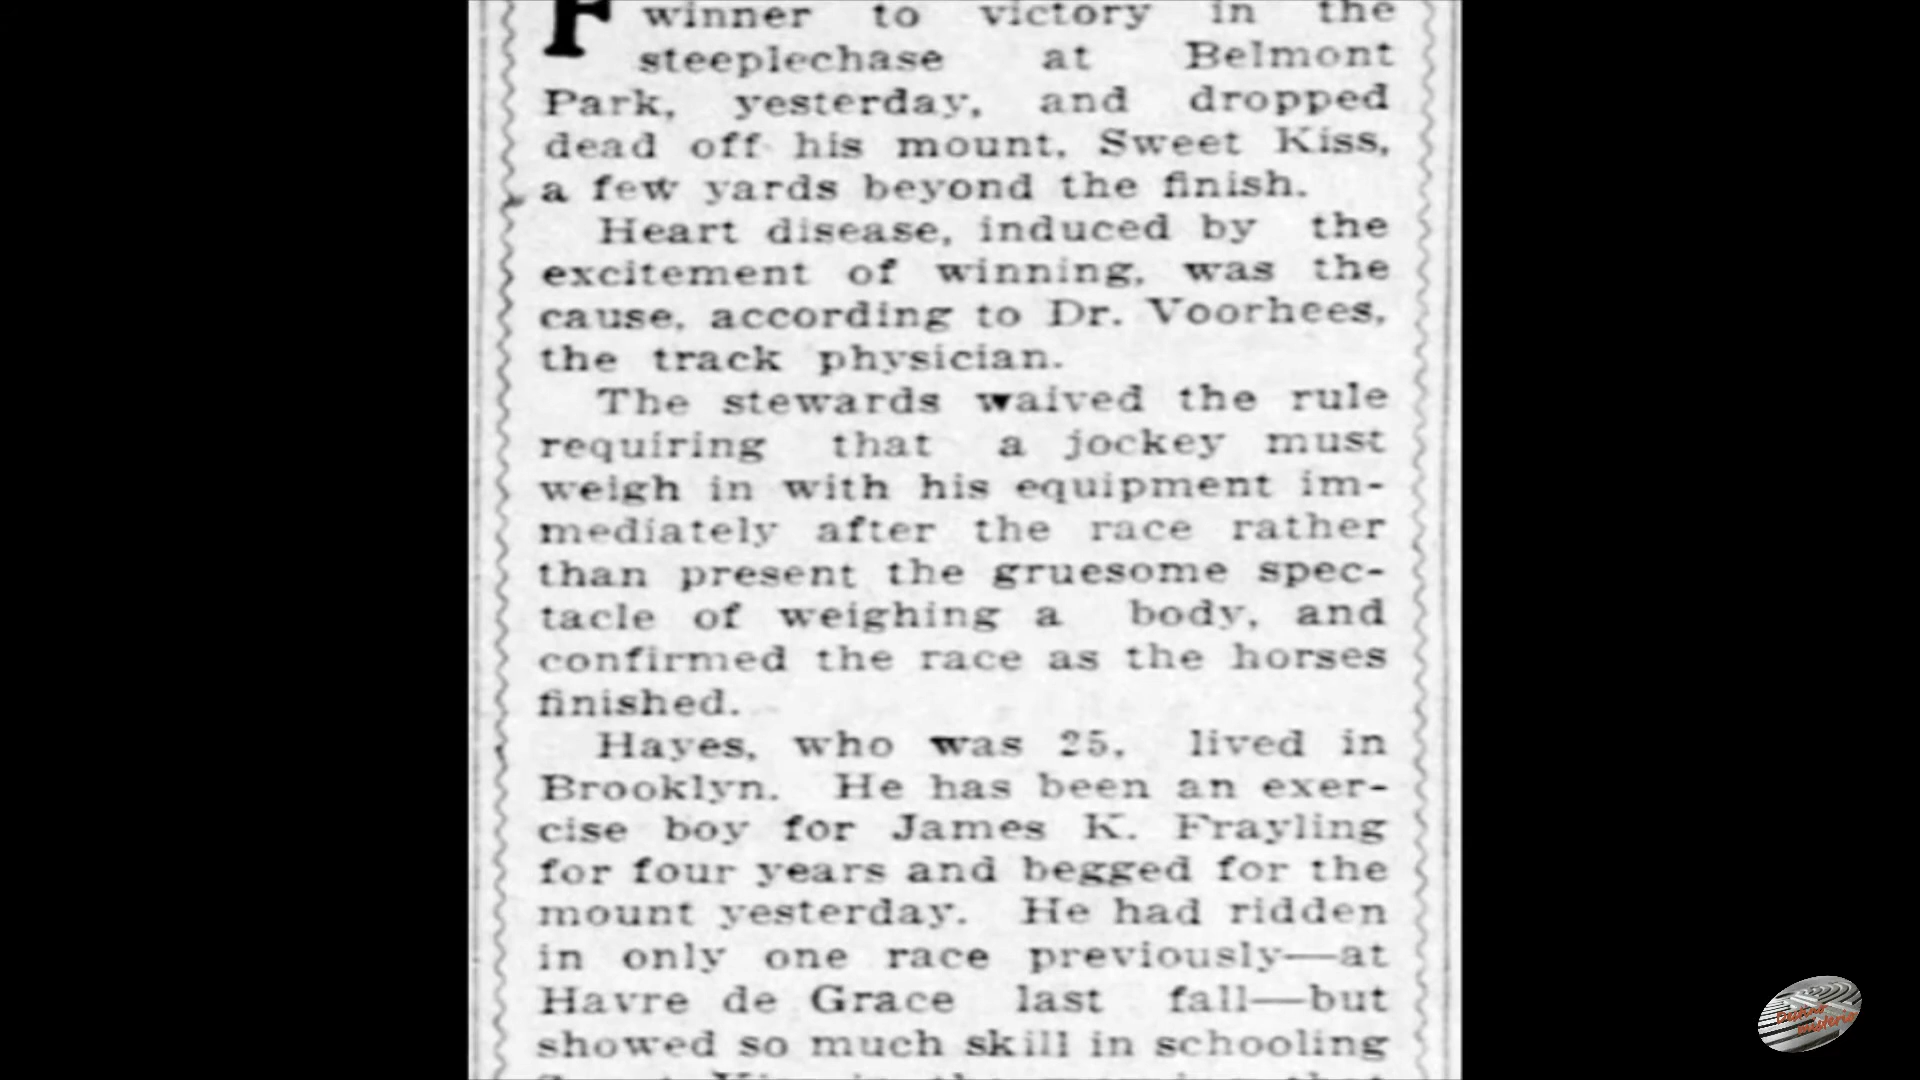 F winner to victory in the
steeplechase at Belmont
Park, yesterday, and dropped
dead off his mount, Sweet Kiss,
a few yards beyond the finish.
Heart disease, induced by the
excitement of winning, was the
cause, according to Dr. Voorhees,
the track physician.
The stewards waived the rule
requiring that a jockey must
weigh in with his equipment im-
mediately after the race rather
than present the gruesome spec-
tacle of weighing a body, and
confirmed the race as the horses
finished.
Hayes, who was 25, lived in
Brooklyn. He has been an exer-
cise boy for James K. Frayling
for four years and begged for the
mount yesterday. He had ridden
in only one race previously—at
Havre de Grace last fall—but
showed so much skill in schooling